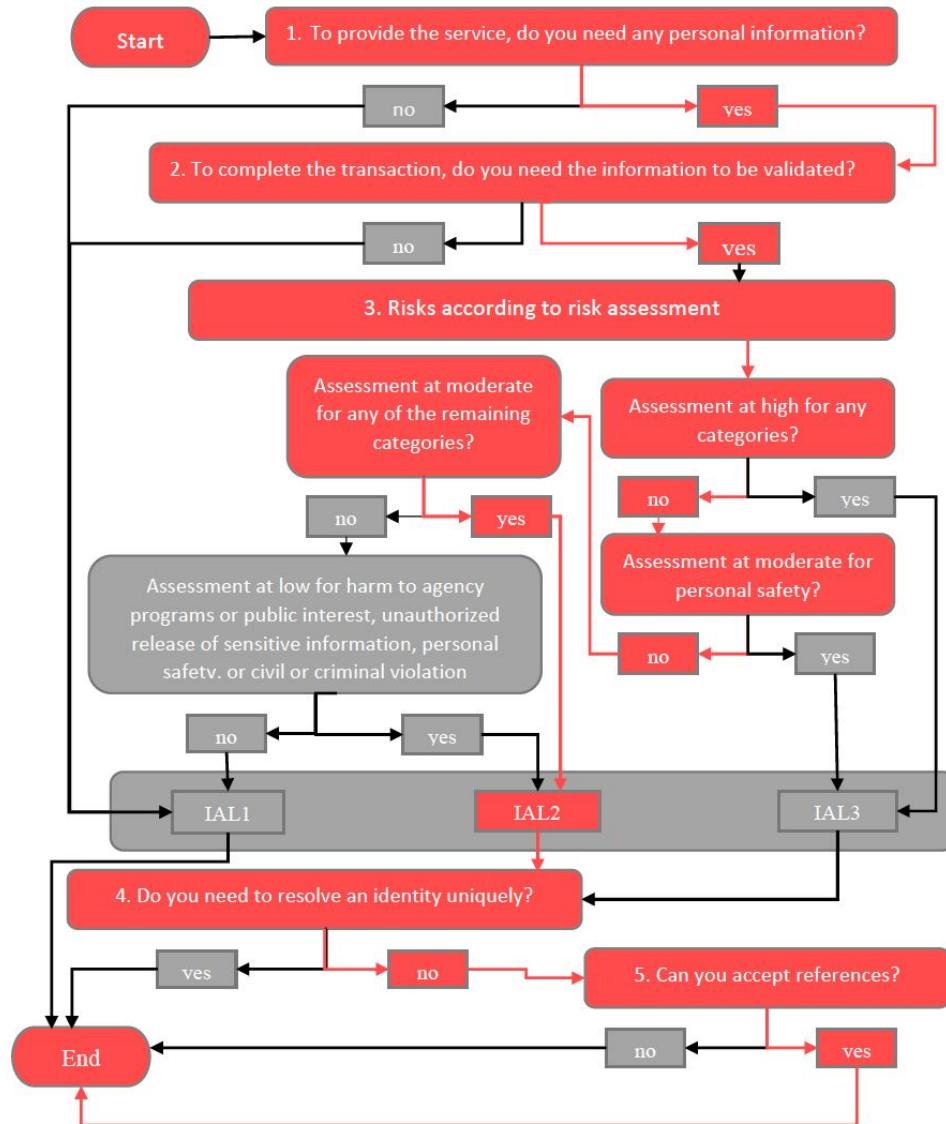 Start
1. To provide the service, do you need any personal information?
no
yes
2. To complete the transaction, do you need the information to be validated?
no
yes
3. Risks according to risk assessment
Assessment at moderate
for any of the remaining
categories?
Assessment at high for any
categories?
no
yes
no
yes
Assessment at low for harm to agency
programs or public interest, unauthorized
release of sensitive information, personal
safety. or civil or criminal violation
Assessment at moderate for
personal safety?
no
yes
no
yes
IAL1
IAL2
IAL3
4. Do you need to resolve an identity uniquely?
yes
no
5. Can you accept references?
End
no
yes